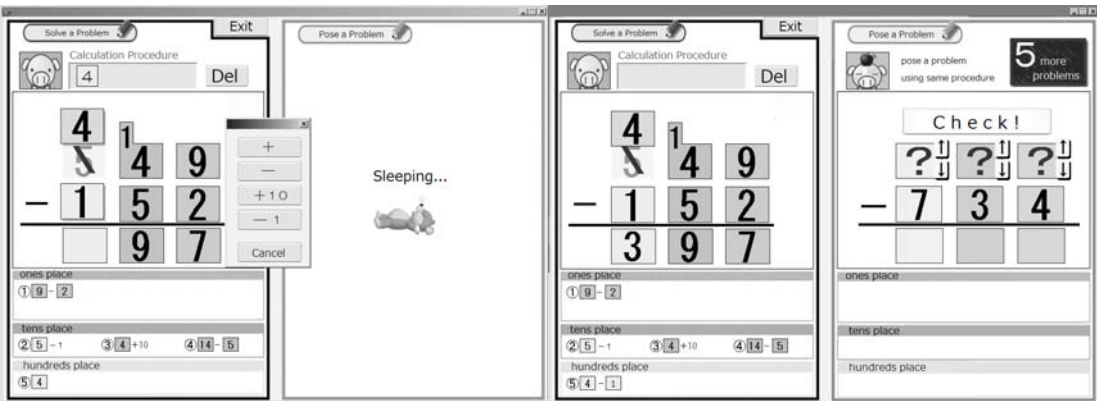 Solve a Problem
Exit
Pose a Problem
Calculation Procedure
4
Del
4
1
5 4 9
− 1 5 2
9 7
+
−
+10
−1
Cancel
Sleeping...
ones place
①9−2
tens place
②5−1 ③4+10 ④14−5
hundreds place
⑤4
Solve a Problem
Exit
Pose a Problem
Calculation Procedure
Del
pose a problem
using same procedure
5 more
problems
4
1
5 4 9
− 1 5 2
3 9 7
Check!
? ↑↓ ? ↑↓ ? ↑↓
− 7 3 4
ones place
①9−2
tens place
②5−1 ③4+10 ④14−5
hundreds place
⑤4−1
ones place
tens place
hundreds place